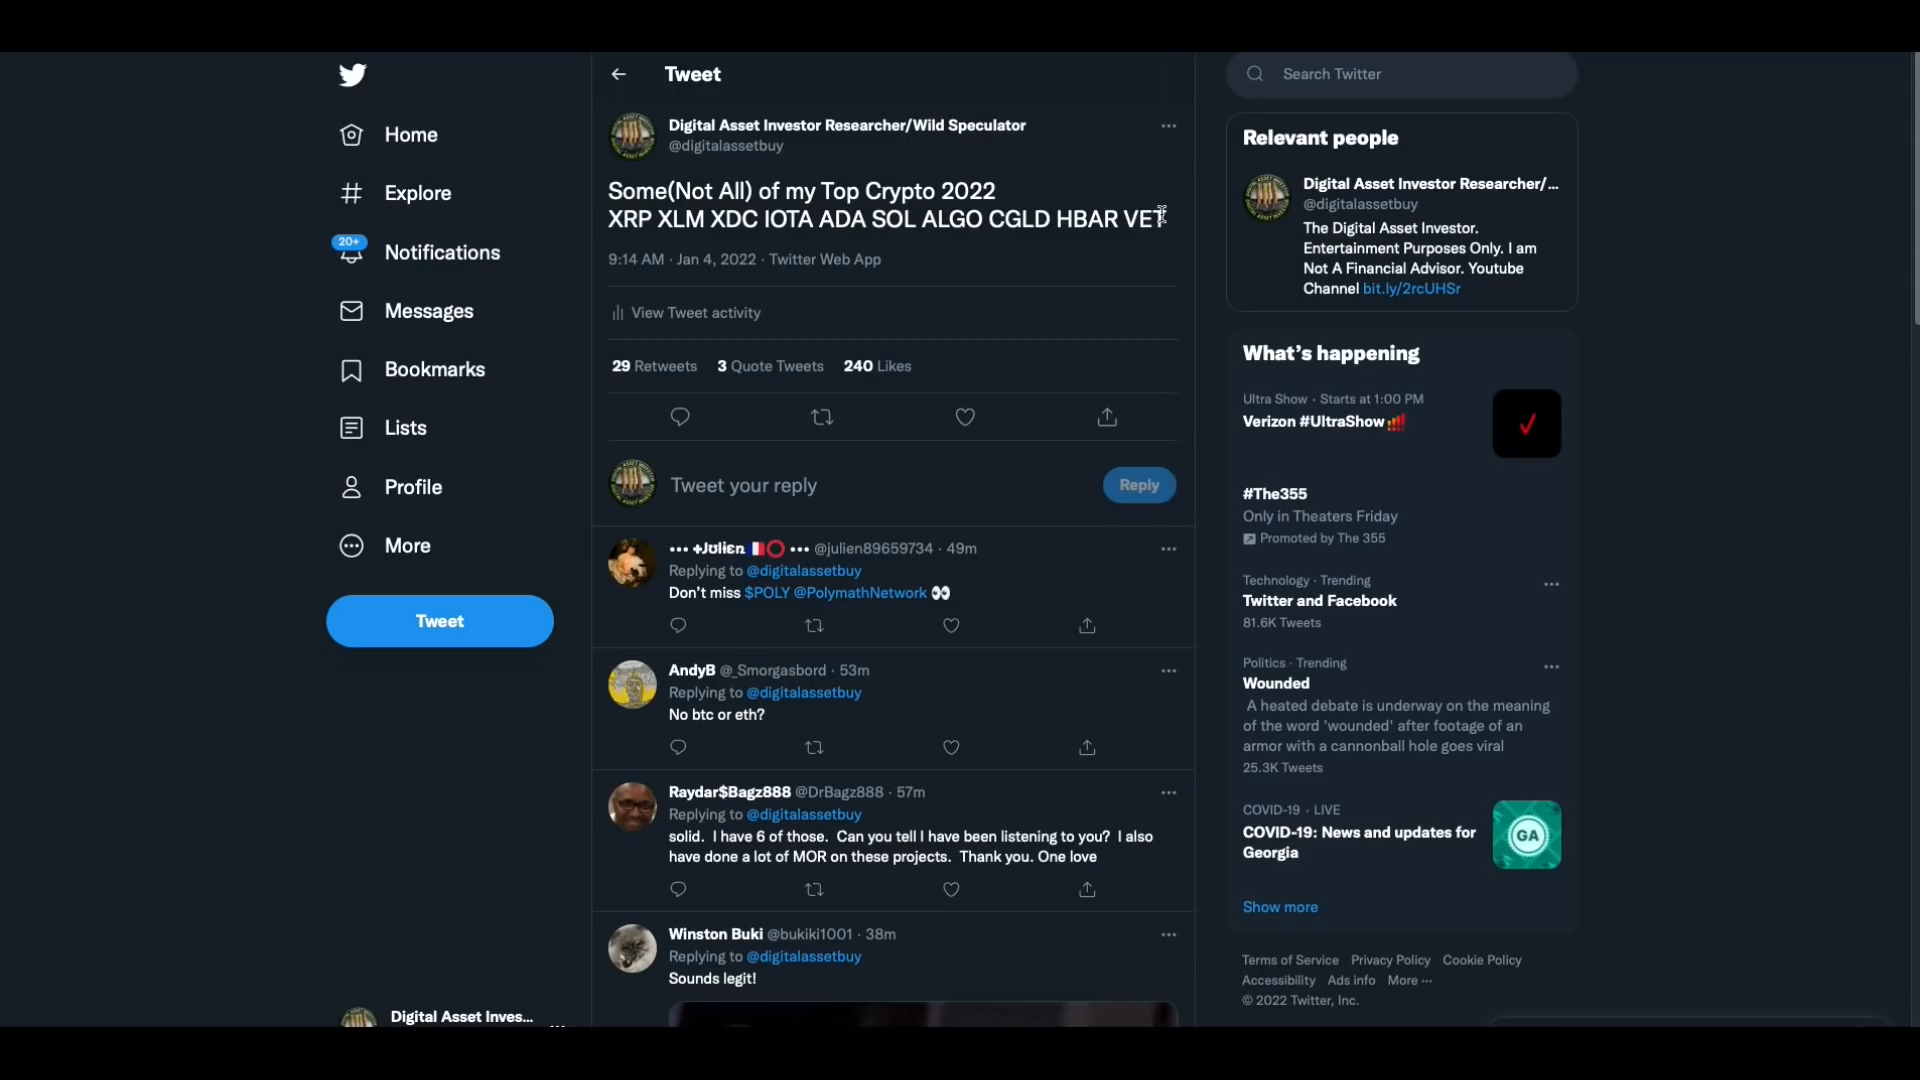 Home
Explore
20+
Notifications
Messages
Bookmarks
Lists
Profile
More
Tweet
Digital Asset Inves...
Tweet
Digital Asset Investor Researcher/Wild Speculator
@digitalassetbuy
Some(Not All) of my Top Crypto 2022
XRP XLM XDC IOTA ADA SOL ALGO CGLD HBAR VET
9:14 AM · Jan 4, 2022 · Twitter Web App
View Tweet activity
29 Retweets 3 Quote Tweets 240 Likes
Tweet your reply
Reply
••• +Julien 🇫🇷⭕ ••• @julien89659734 · 49m
Replying to @digitalassetbuy
Don't miss $POLY @PolymathNetwork 👀
AndyB @_Smorgasbord · 53m
Replying to @digitalassetbuy
No btc or eth?
Raydar$Bagz888 @DrBagz888 · 57m
Replying to @digitalassetbuy
solid. I have 6 of those. Can you tell I have been listening to you? I also
have done a lot of MOR on these projects. Thank you. One love
Winston Buki @bukiki1001 · 38m
Replying to @digitalassetbuy
Sounds legit!
Search Twitter
Relevant people
Digital Asset Investor Researcher/...
@digitalassetbuy
The Digital Asset Investor.
Entertainment Purposes Only. I am
Not A Financial Advisor. Youtube
Channel bit.ly/2rcUHSr
What's happening
Ultra Show · Starts at 1:00 PM
Verizon #UltraShow
#The355
Only in Theaters Friday
Promoted by The 355
Technology · Trending
Twitter and Facebook
81.6K Tweets
Politics · Trending
Wounded
A heated debate is underway on the meaning
of the word 'wounded' after footage of an
armor with a cannonball hole goes viral
25.3K Tweets
COVID-19 · LIVE
COVID-19: News and updates for
Georgia
GA
Show more
Terms of Service Privacy Policy Cookie Policy
Accessibility Ads info More ···
© 2022 Twitter, Inc.